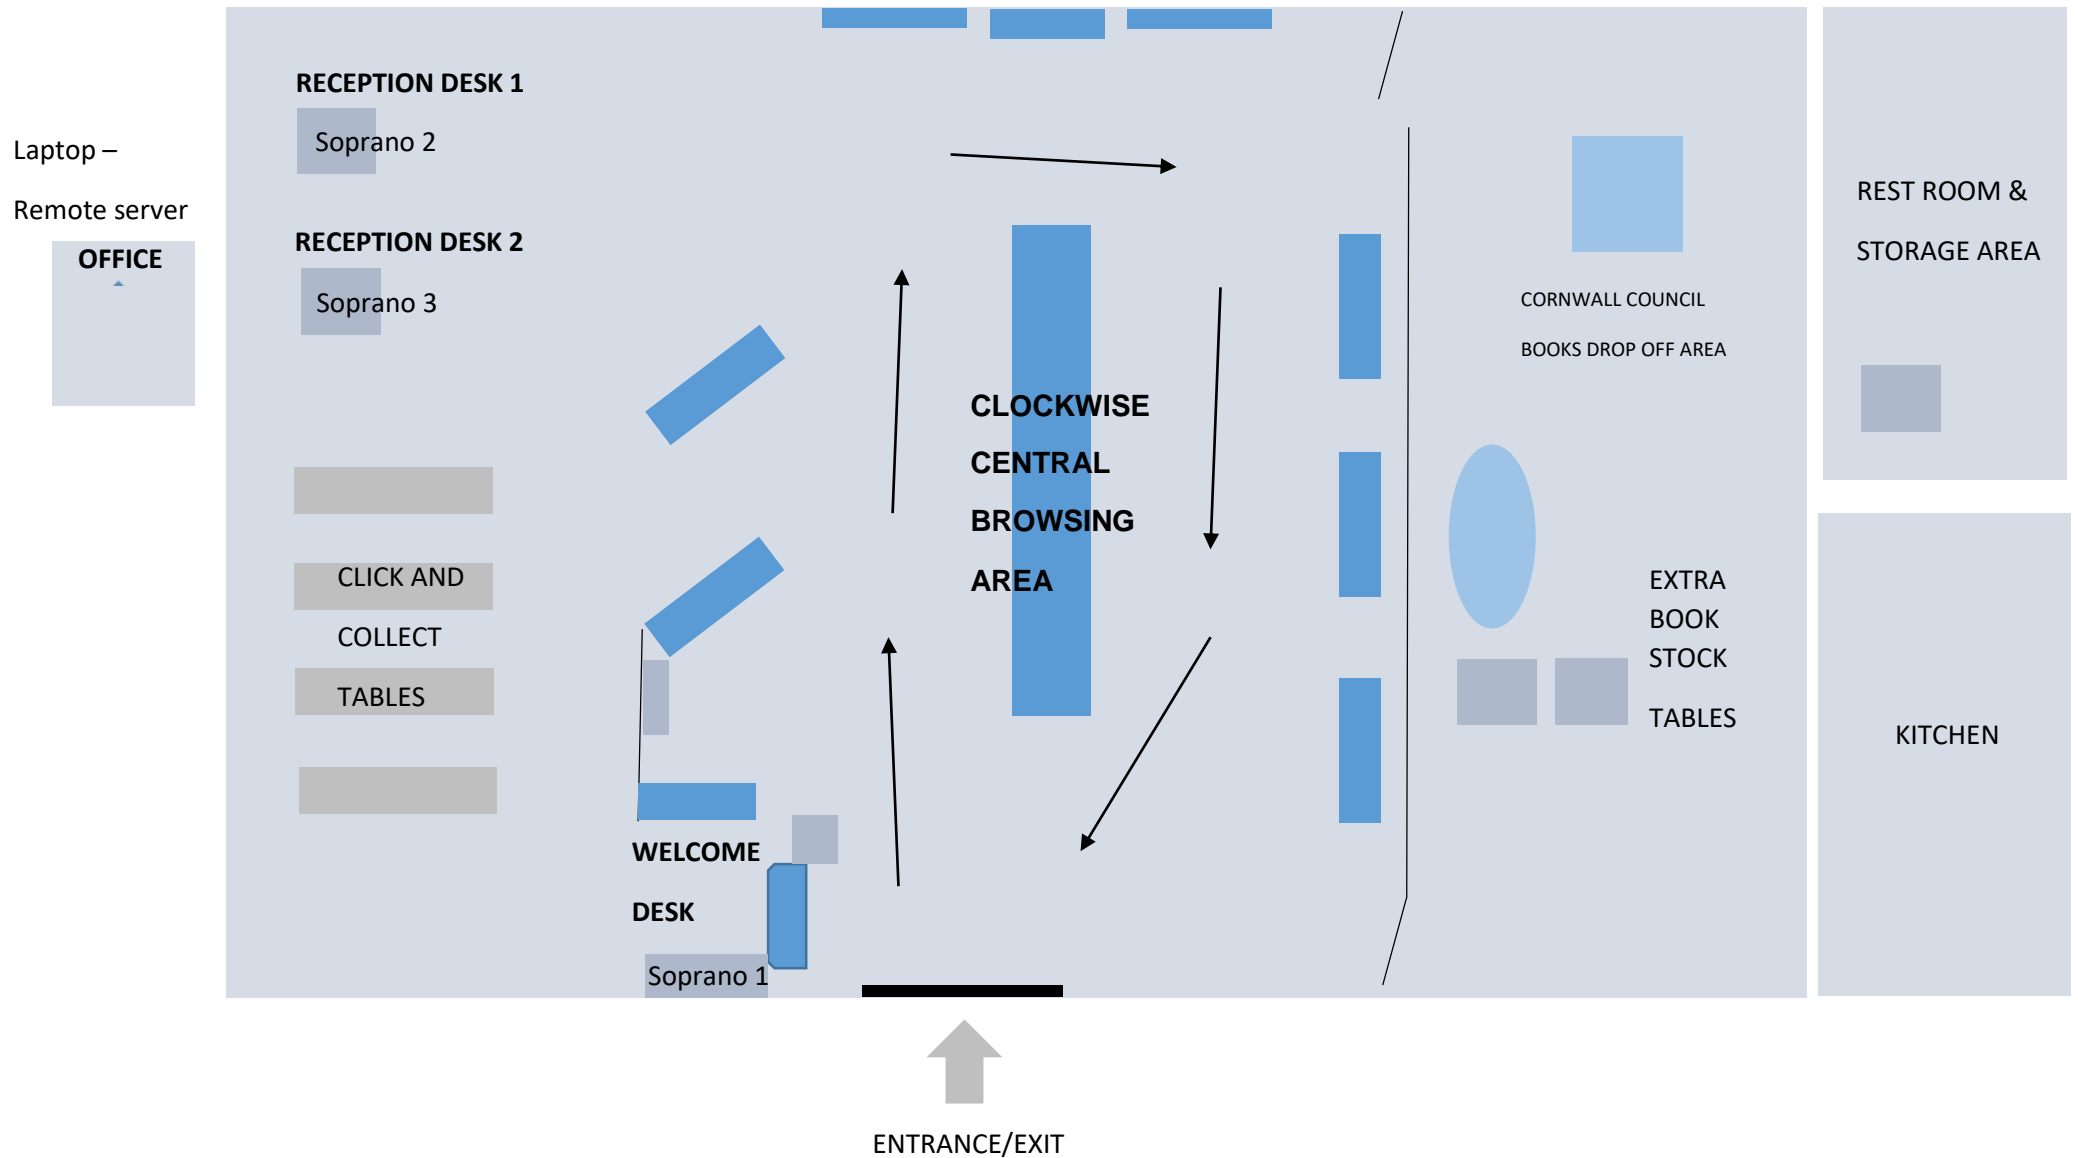 RECEPTION DESK 1
Soprano 2
Laptop –
Remote server
OFFICE
RECEPTION DESK 2
Soprano 3
CLOCKWISE
CENTRAL
BROWSING
AREA
CORNWALL COUNCIL
BOOKS DROP OFF AREA
REST ROOM &
STORAGE AREA
CLICK AND
COLLECT
TABLES
EXTRA
BOOK
STOCK
TABLES
KITCHEN
WELCOME
DESK
Soprano 1
ENTRANCE/EXIT